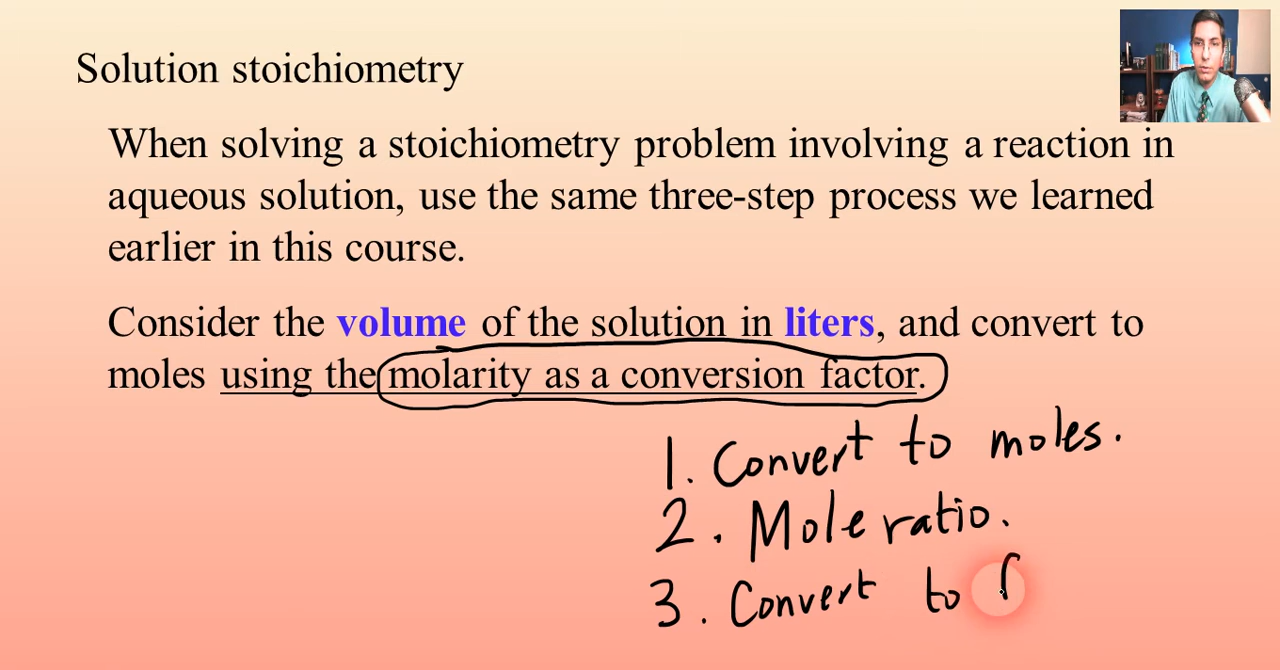 Solution stoichiometry
When solving a stoichiometry problem involving a reaction in
aqueous solution, use the same three-step process we learned
earlier in this course.
Consider the volume of the solution in liters, and convert to
moles using the molarity as a conversion factor.
1. Convert to moles.
2. Mole ratio.
3. Convert to